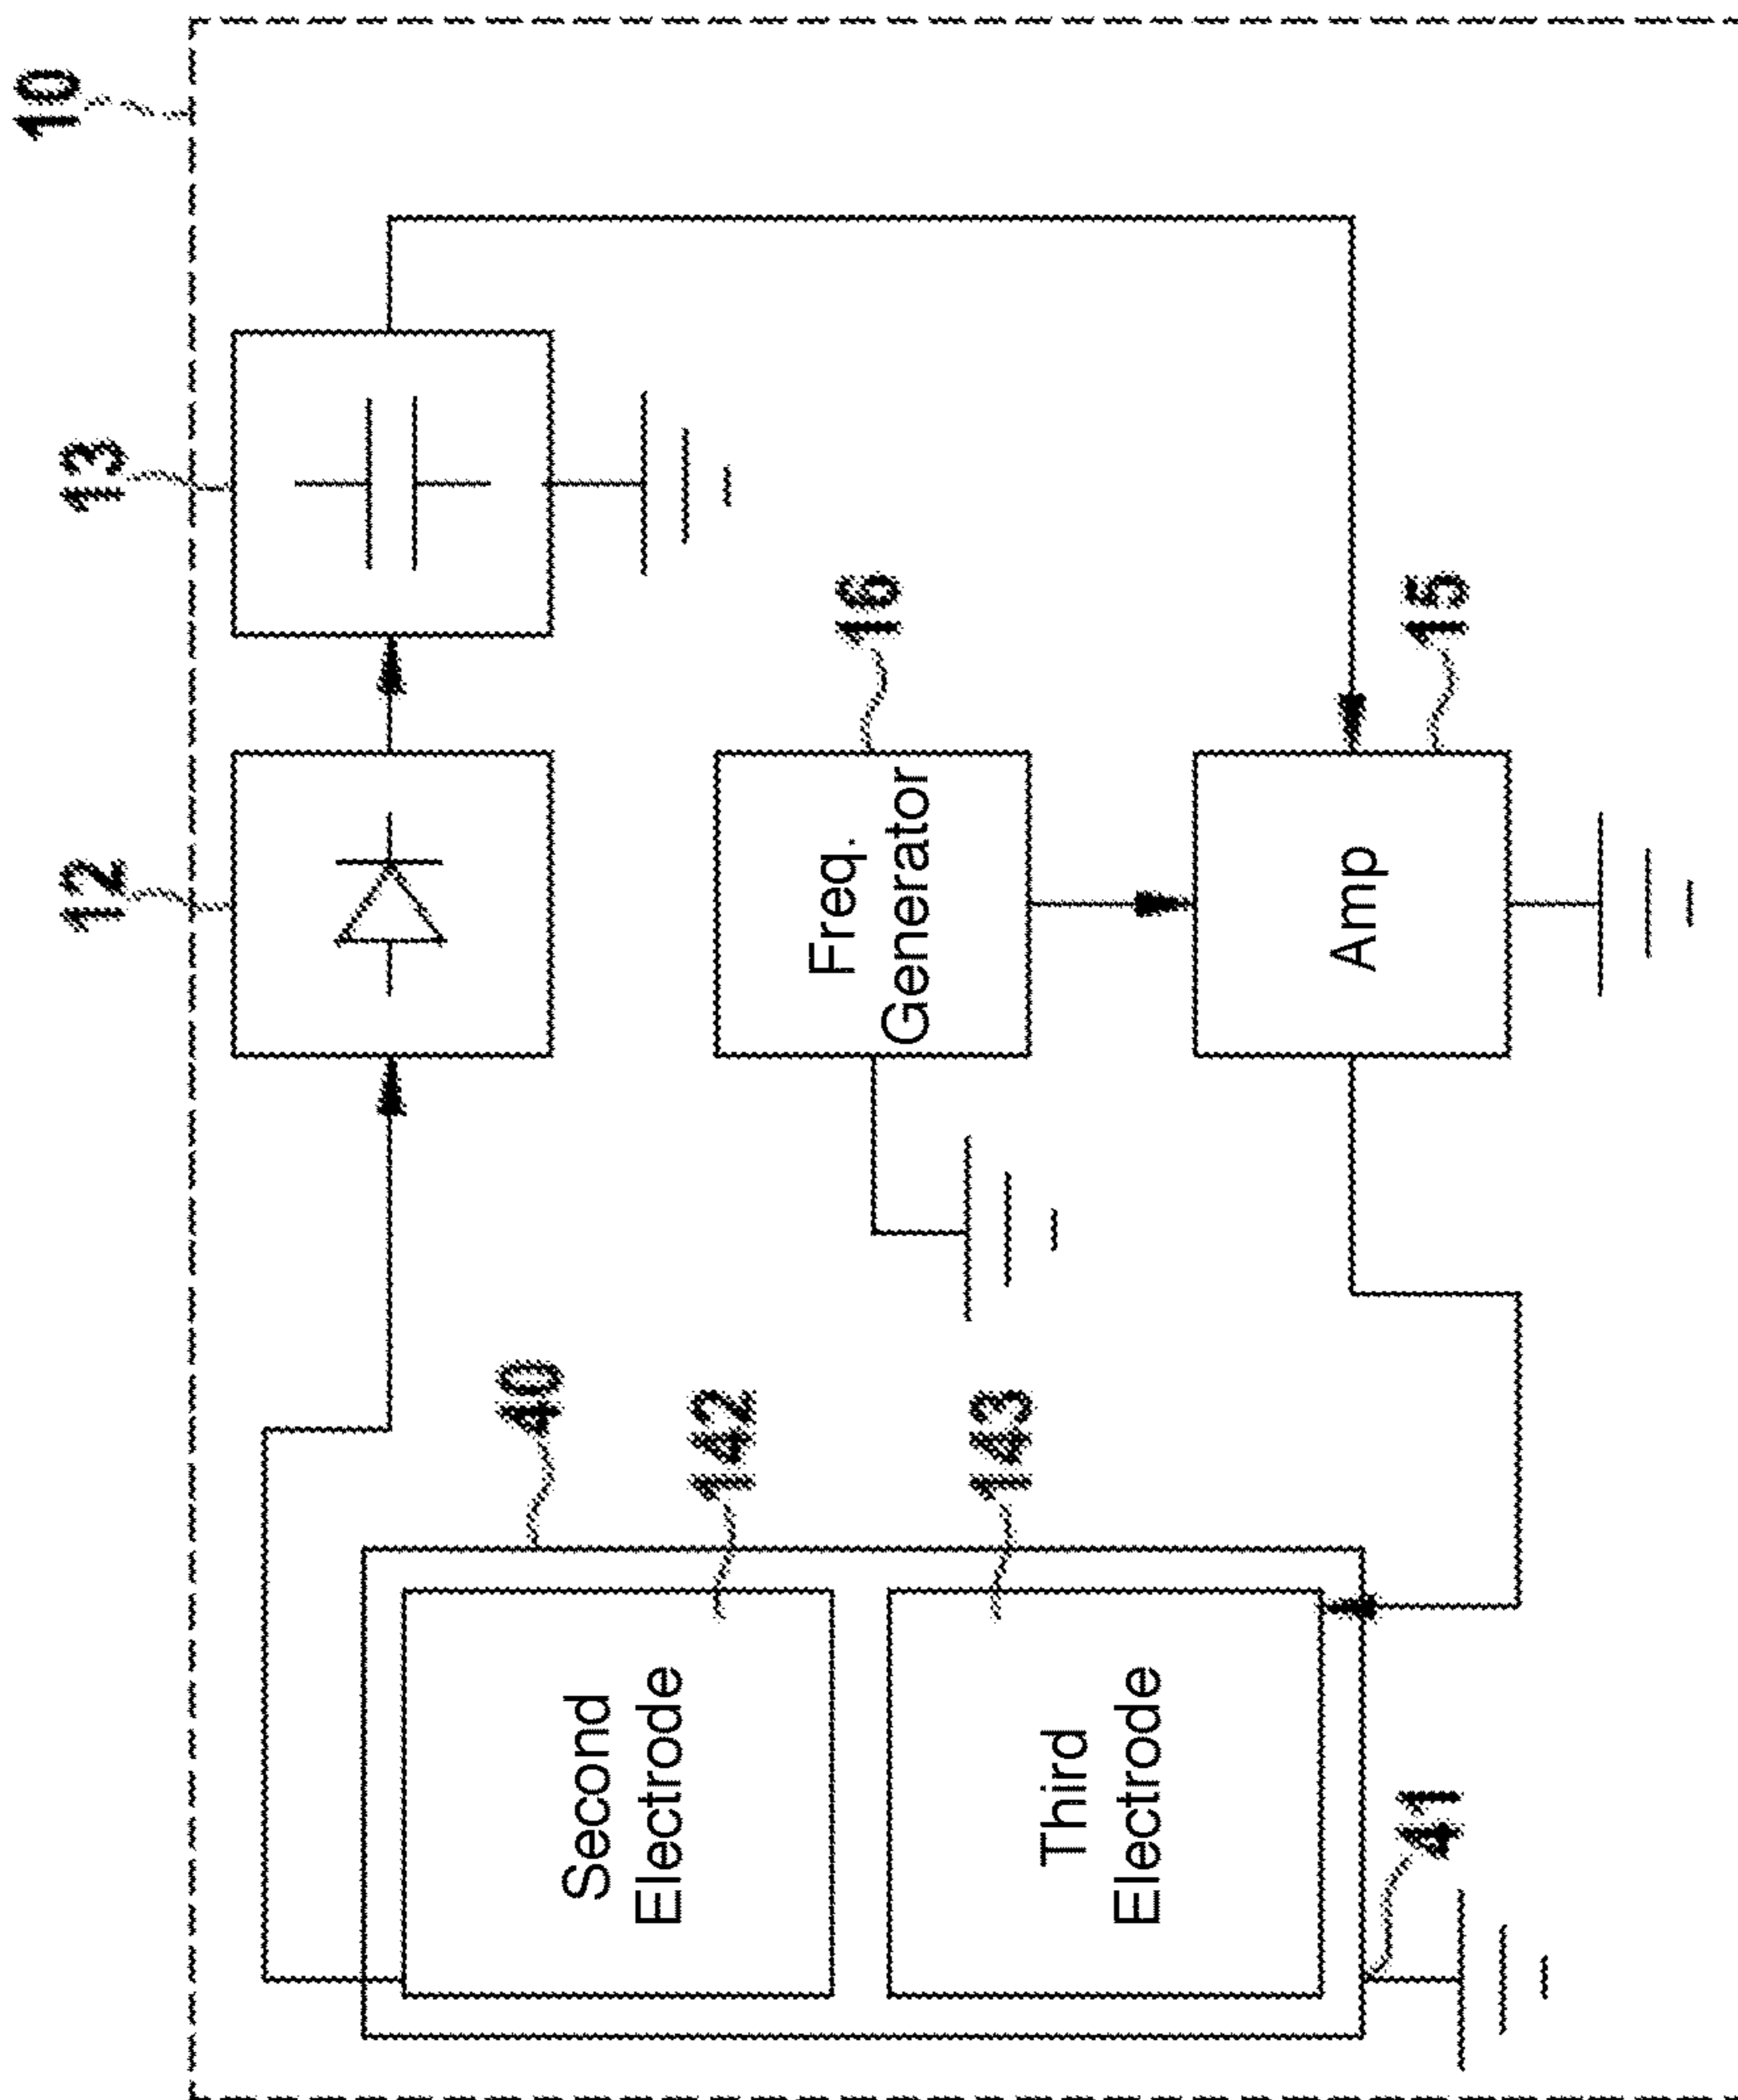 10
12
13
40
142
143
41
16
15
Second
Electrode
Third
Electrode
Freq.
Generator
Amp